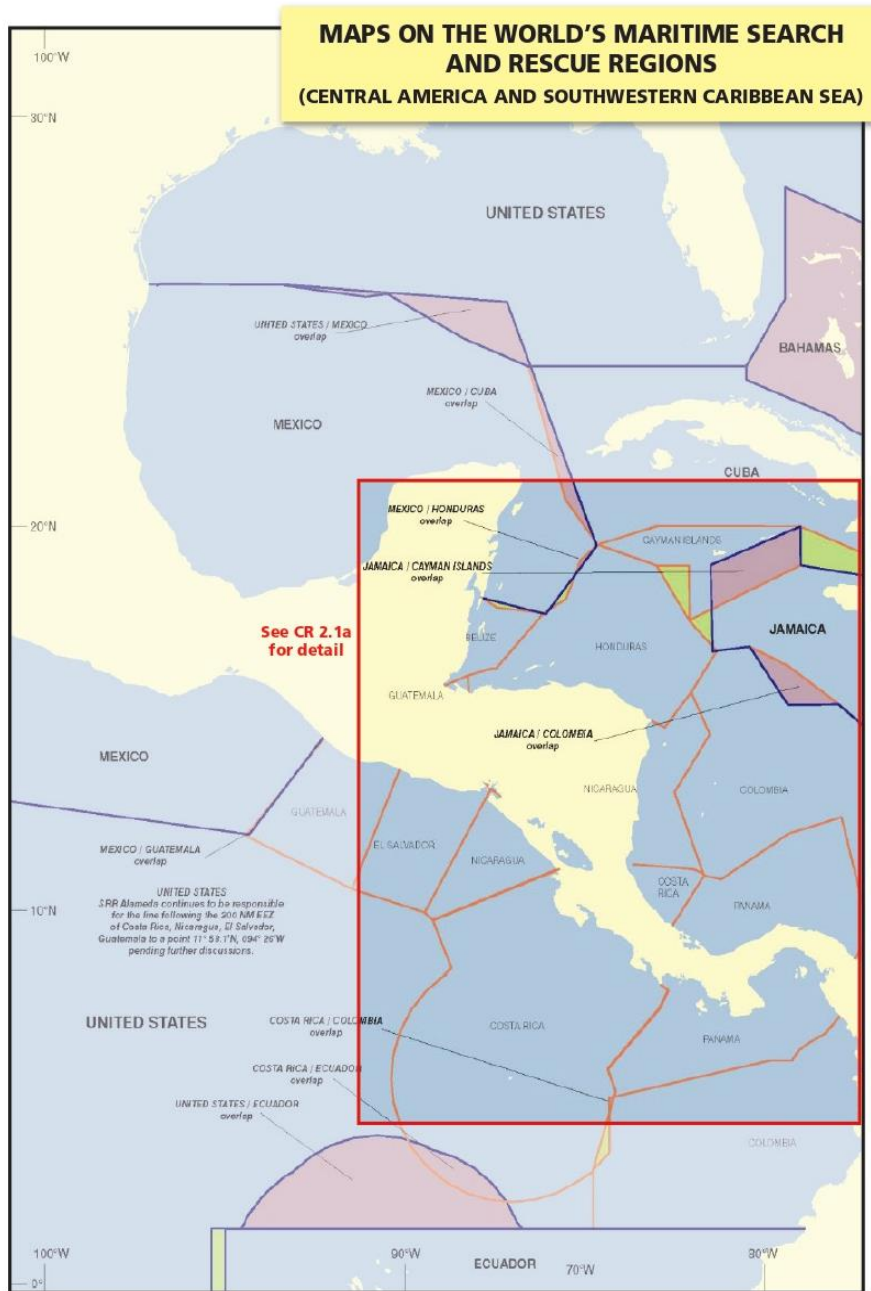 MAPS ON THE WORLD'S MARITIME SEARCH
AND RESCUE REGIONS
(CENTRAL AMERICA AND SOUTHWESTERN CARIBBEAN SEA)
100°W
30°N
UNITED STATES
UNITED STATES / MEXICO
overlap
BAHAMAS
MEXICO / CUBA
overlap
MEXICO
CUBA
MEXICO / HONDURAS
overlap
20°N
CAYMAN ISLANDS
JAMAICA / CAYMAN ISLANDS
overlap
See CR 2.1a
for detail
JAMAICA
BELIZE
HONDURAS
GUATEMALA
JAMAICA / COLOMBIA
overlap
MEXICO
NICARAGUA
COLOMBIA
GUATEMALA
EL SALVADOR
MEXICO / GUATEMALA
overlap
NICARAGUA
COSTA
RICA
PANAMA
UNITED STATES
SRR Alameda continues to be responsible
for the line following the 200 NM EEZ
of Costa Rica, Nicaragua, El Salvador,
Guatemala to a point 11° 58.1'N, 094° 26'W
pending further discussions.
10°N
UNITED STATES
COSTA RICA / COLOMBIA
overlap
COSTA RICA
PANAMA
COSTA RICA / ECUADOR
overlap
UNITED STATES / ECUADOR
overlap
COLOMBIA
100°W
90°W
80°W
ECUADOR
70°W
0°